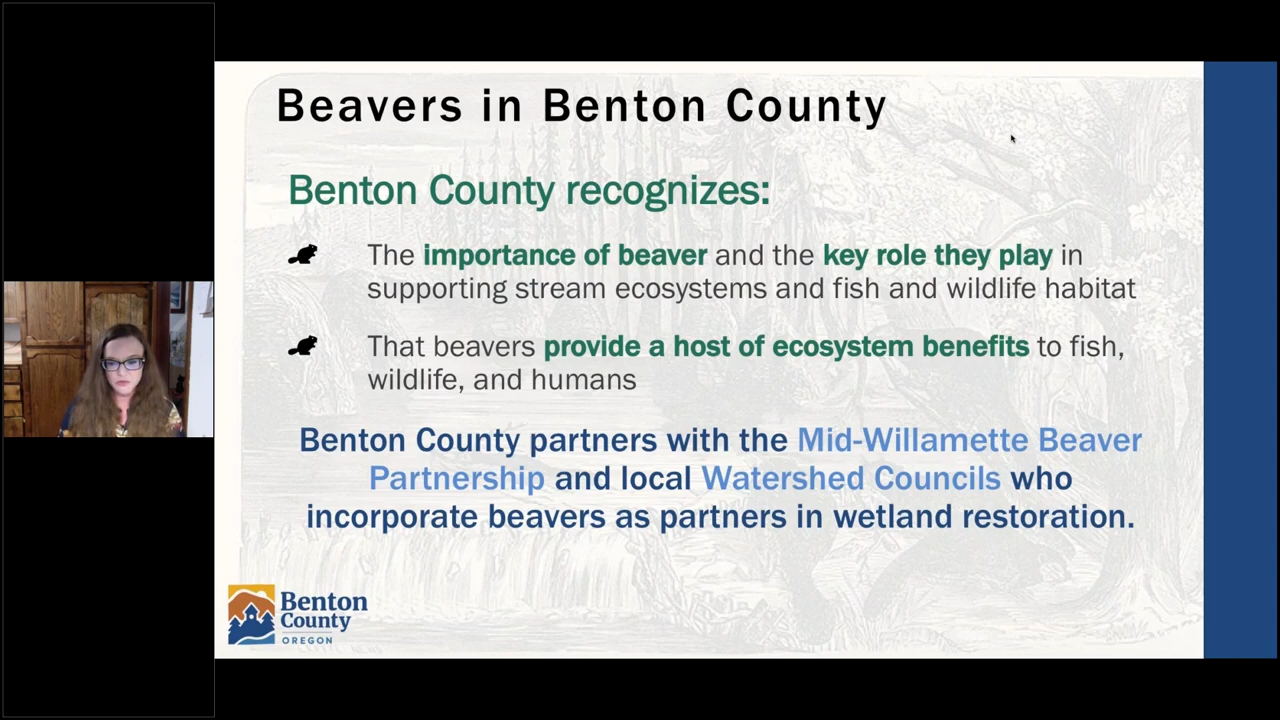 Beavers in Benton County
Benton County recognizes:
The importance of beaver and the key role they play in
supporting stream ecosystems and fish and wildlife habitat
That beavers provide a host of ecosystem benefits to fish,
wildlife, and humans
Benton County partners with the Mid-Willamette Beaver
Partnership and local Watershed Councils who
incorporate beavers as partners in wetland restoration.
Benton
County
OREGON